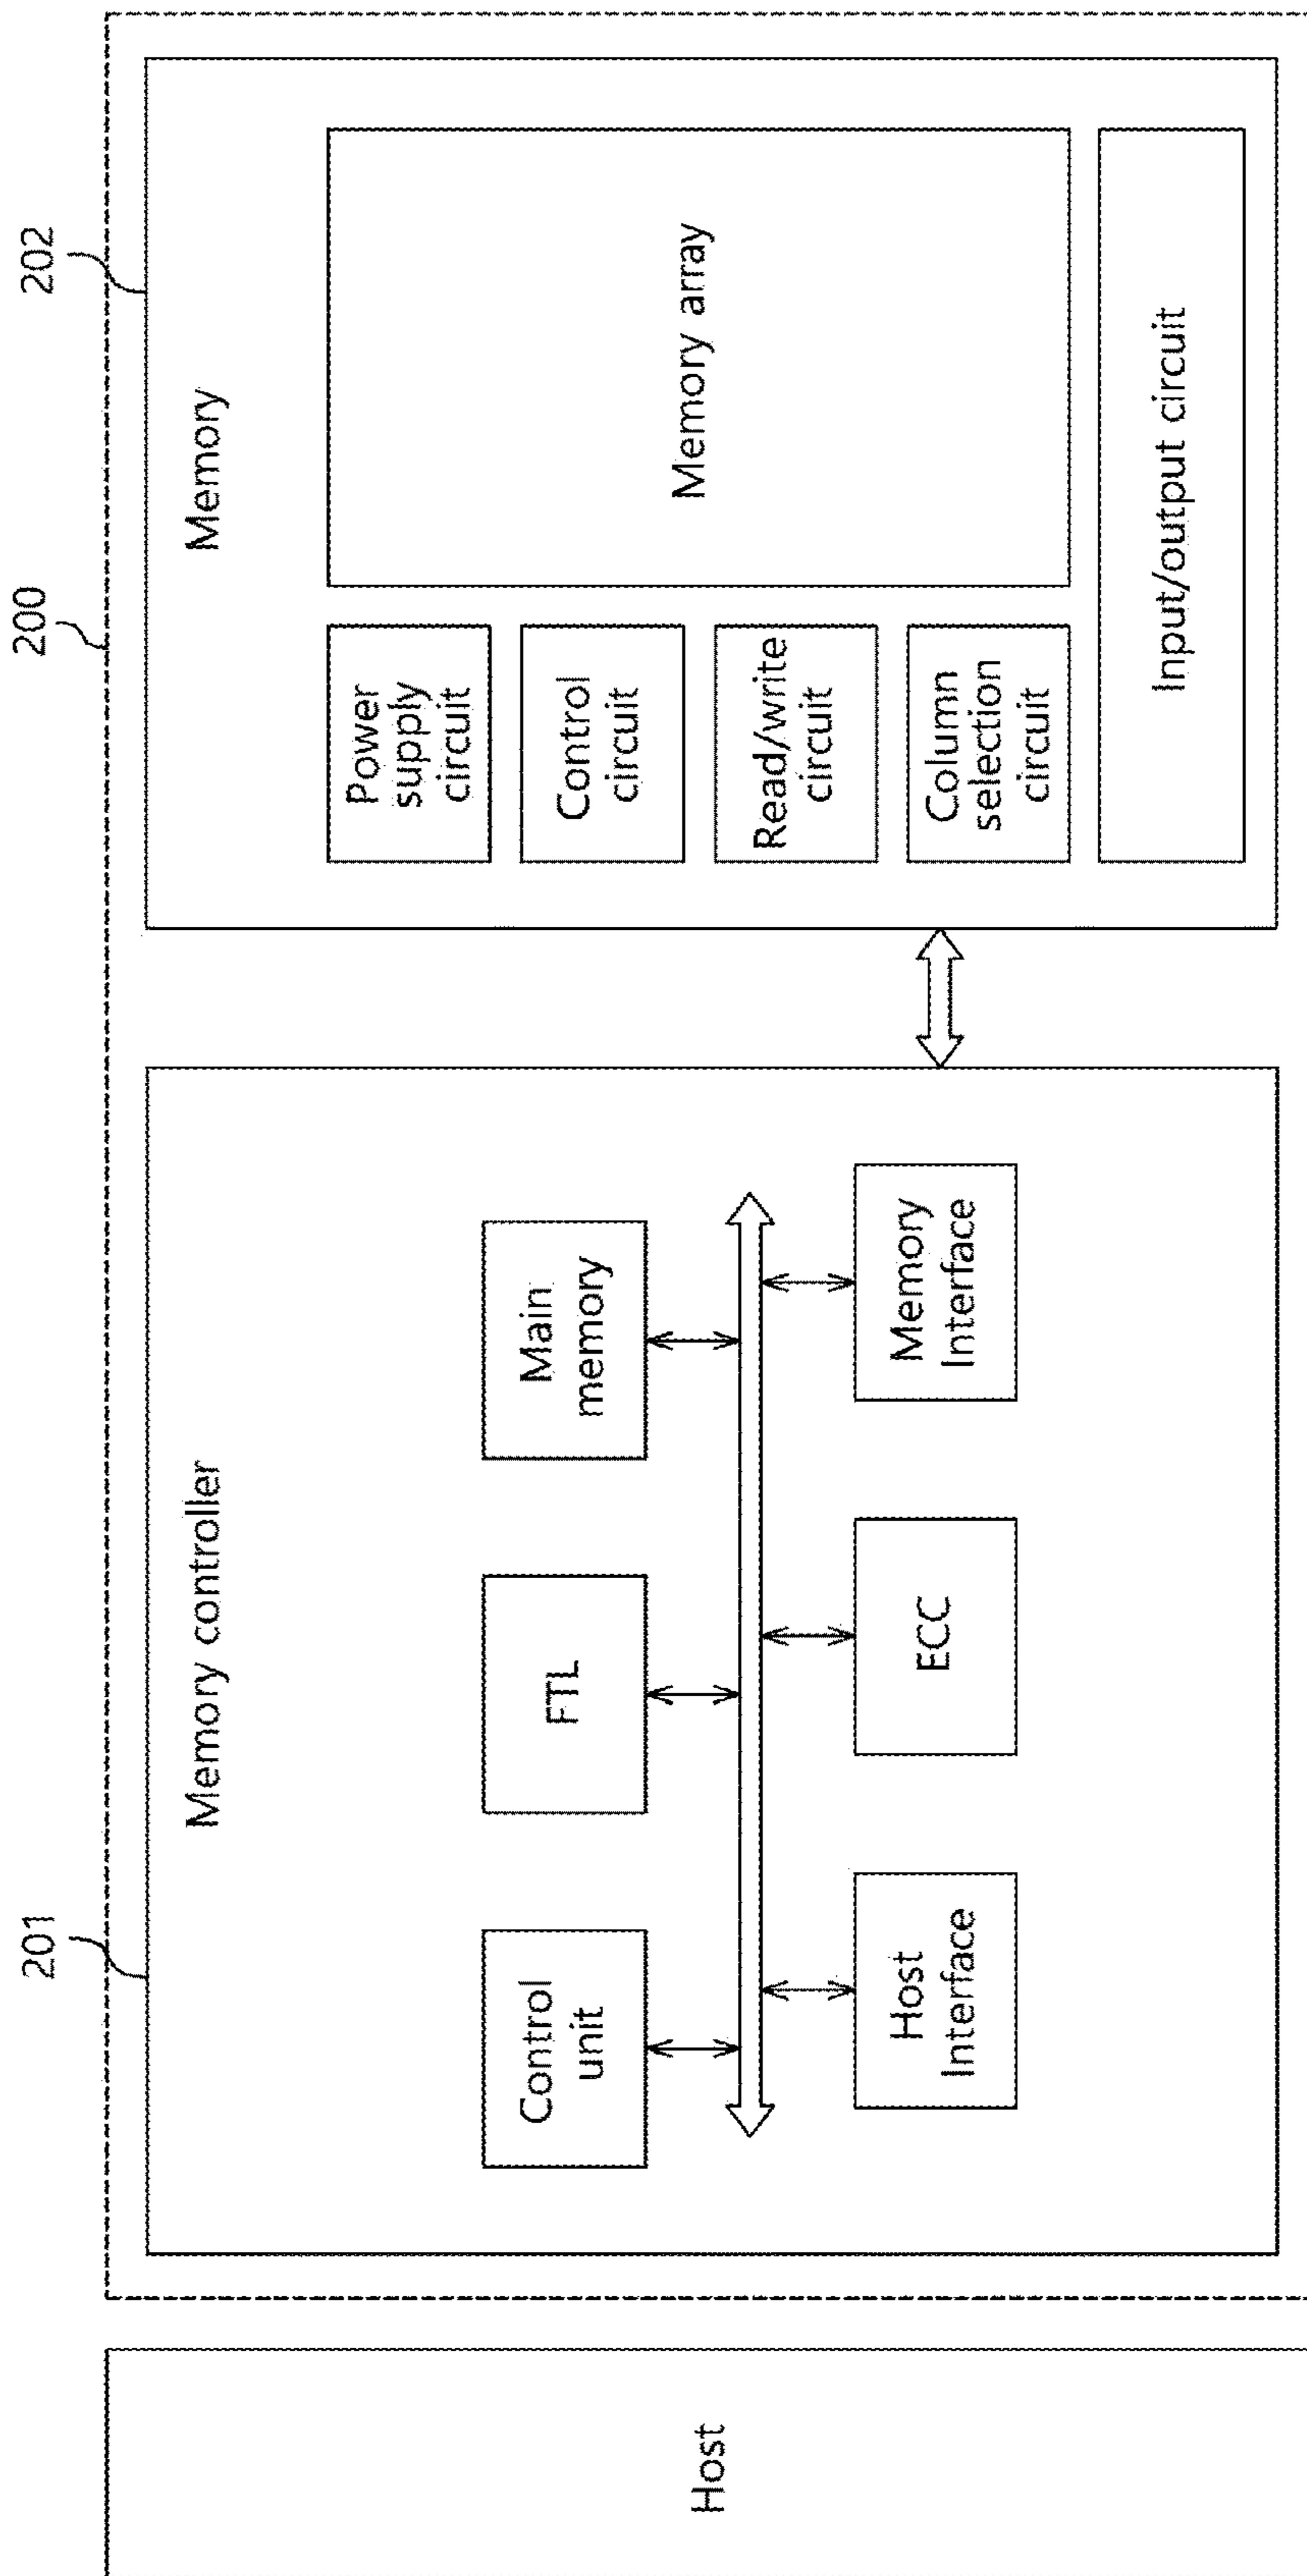 200
201
202
Host
Memory controller
Control
unit
FTL
Main
memory
Host
Interface
ECC
Memory
Interface
Memory
Power
supply
circuit
Control
circuit
Read/write
circuit
Column
selection
circuit
Memory array
Input/output circuit